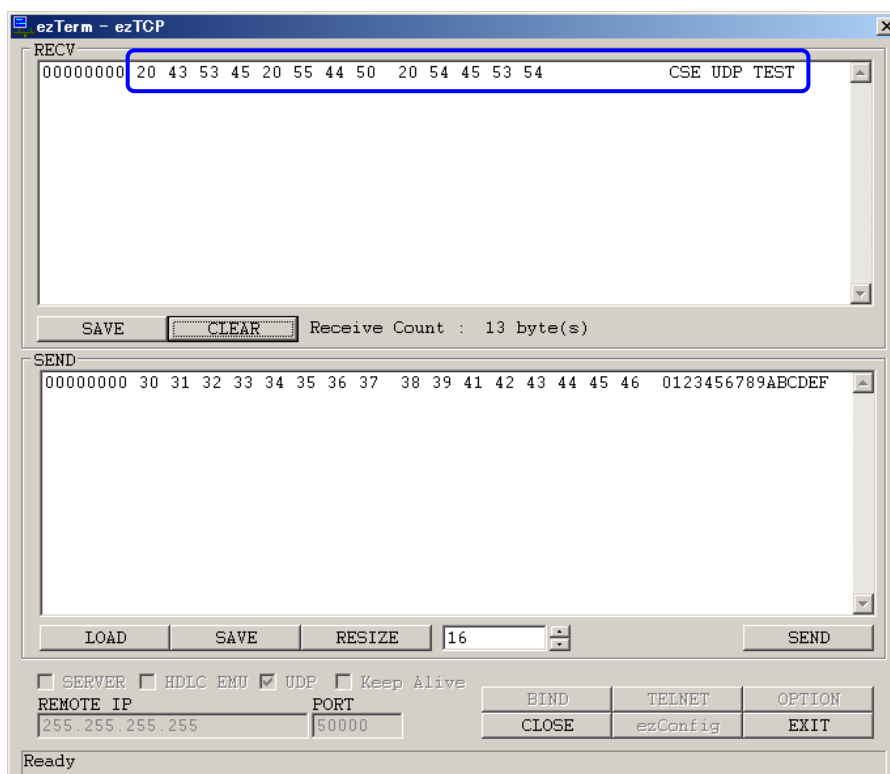 ezTerm - ezTCP
RECV
00000000 20 43 53 45 20 55 44 50 20 54 45 53 54 CSE UDP TEST
SAVE CLEAR Receive Count : 13 byte(s)
SEND
00000000 30 31 32 33 34 35 36 37 38 39 41 42 43 44 45 46 0123456789ABCDEF
LOAD SAVE RESIZE 16 SEND
SERVER HDLC EMU UDP Keep Alive
REMOTE IP PORT BIND TELNET OPTION
255.255.255.255 50000 CLOSE ezConfig EXIT
Ready